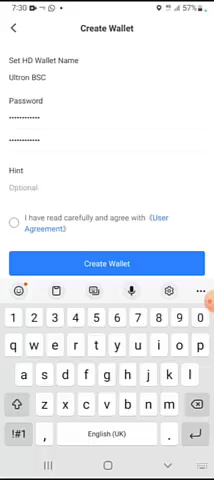 7:30
57%
Create Wallet
Set HD Wallet Name
Ultron BSC
Password
••••••••••••
••••••••••••
Hint
Optional
I have read carefully and agree with《User
Agreement》
Create Wallet
1 2 3 4 5 6 7 8 9 0
q w e r t y u i o p
a s d f g h j k l
z x c v b n m
!#1 , English (UK) .